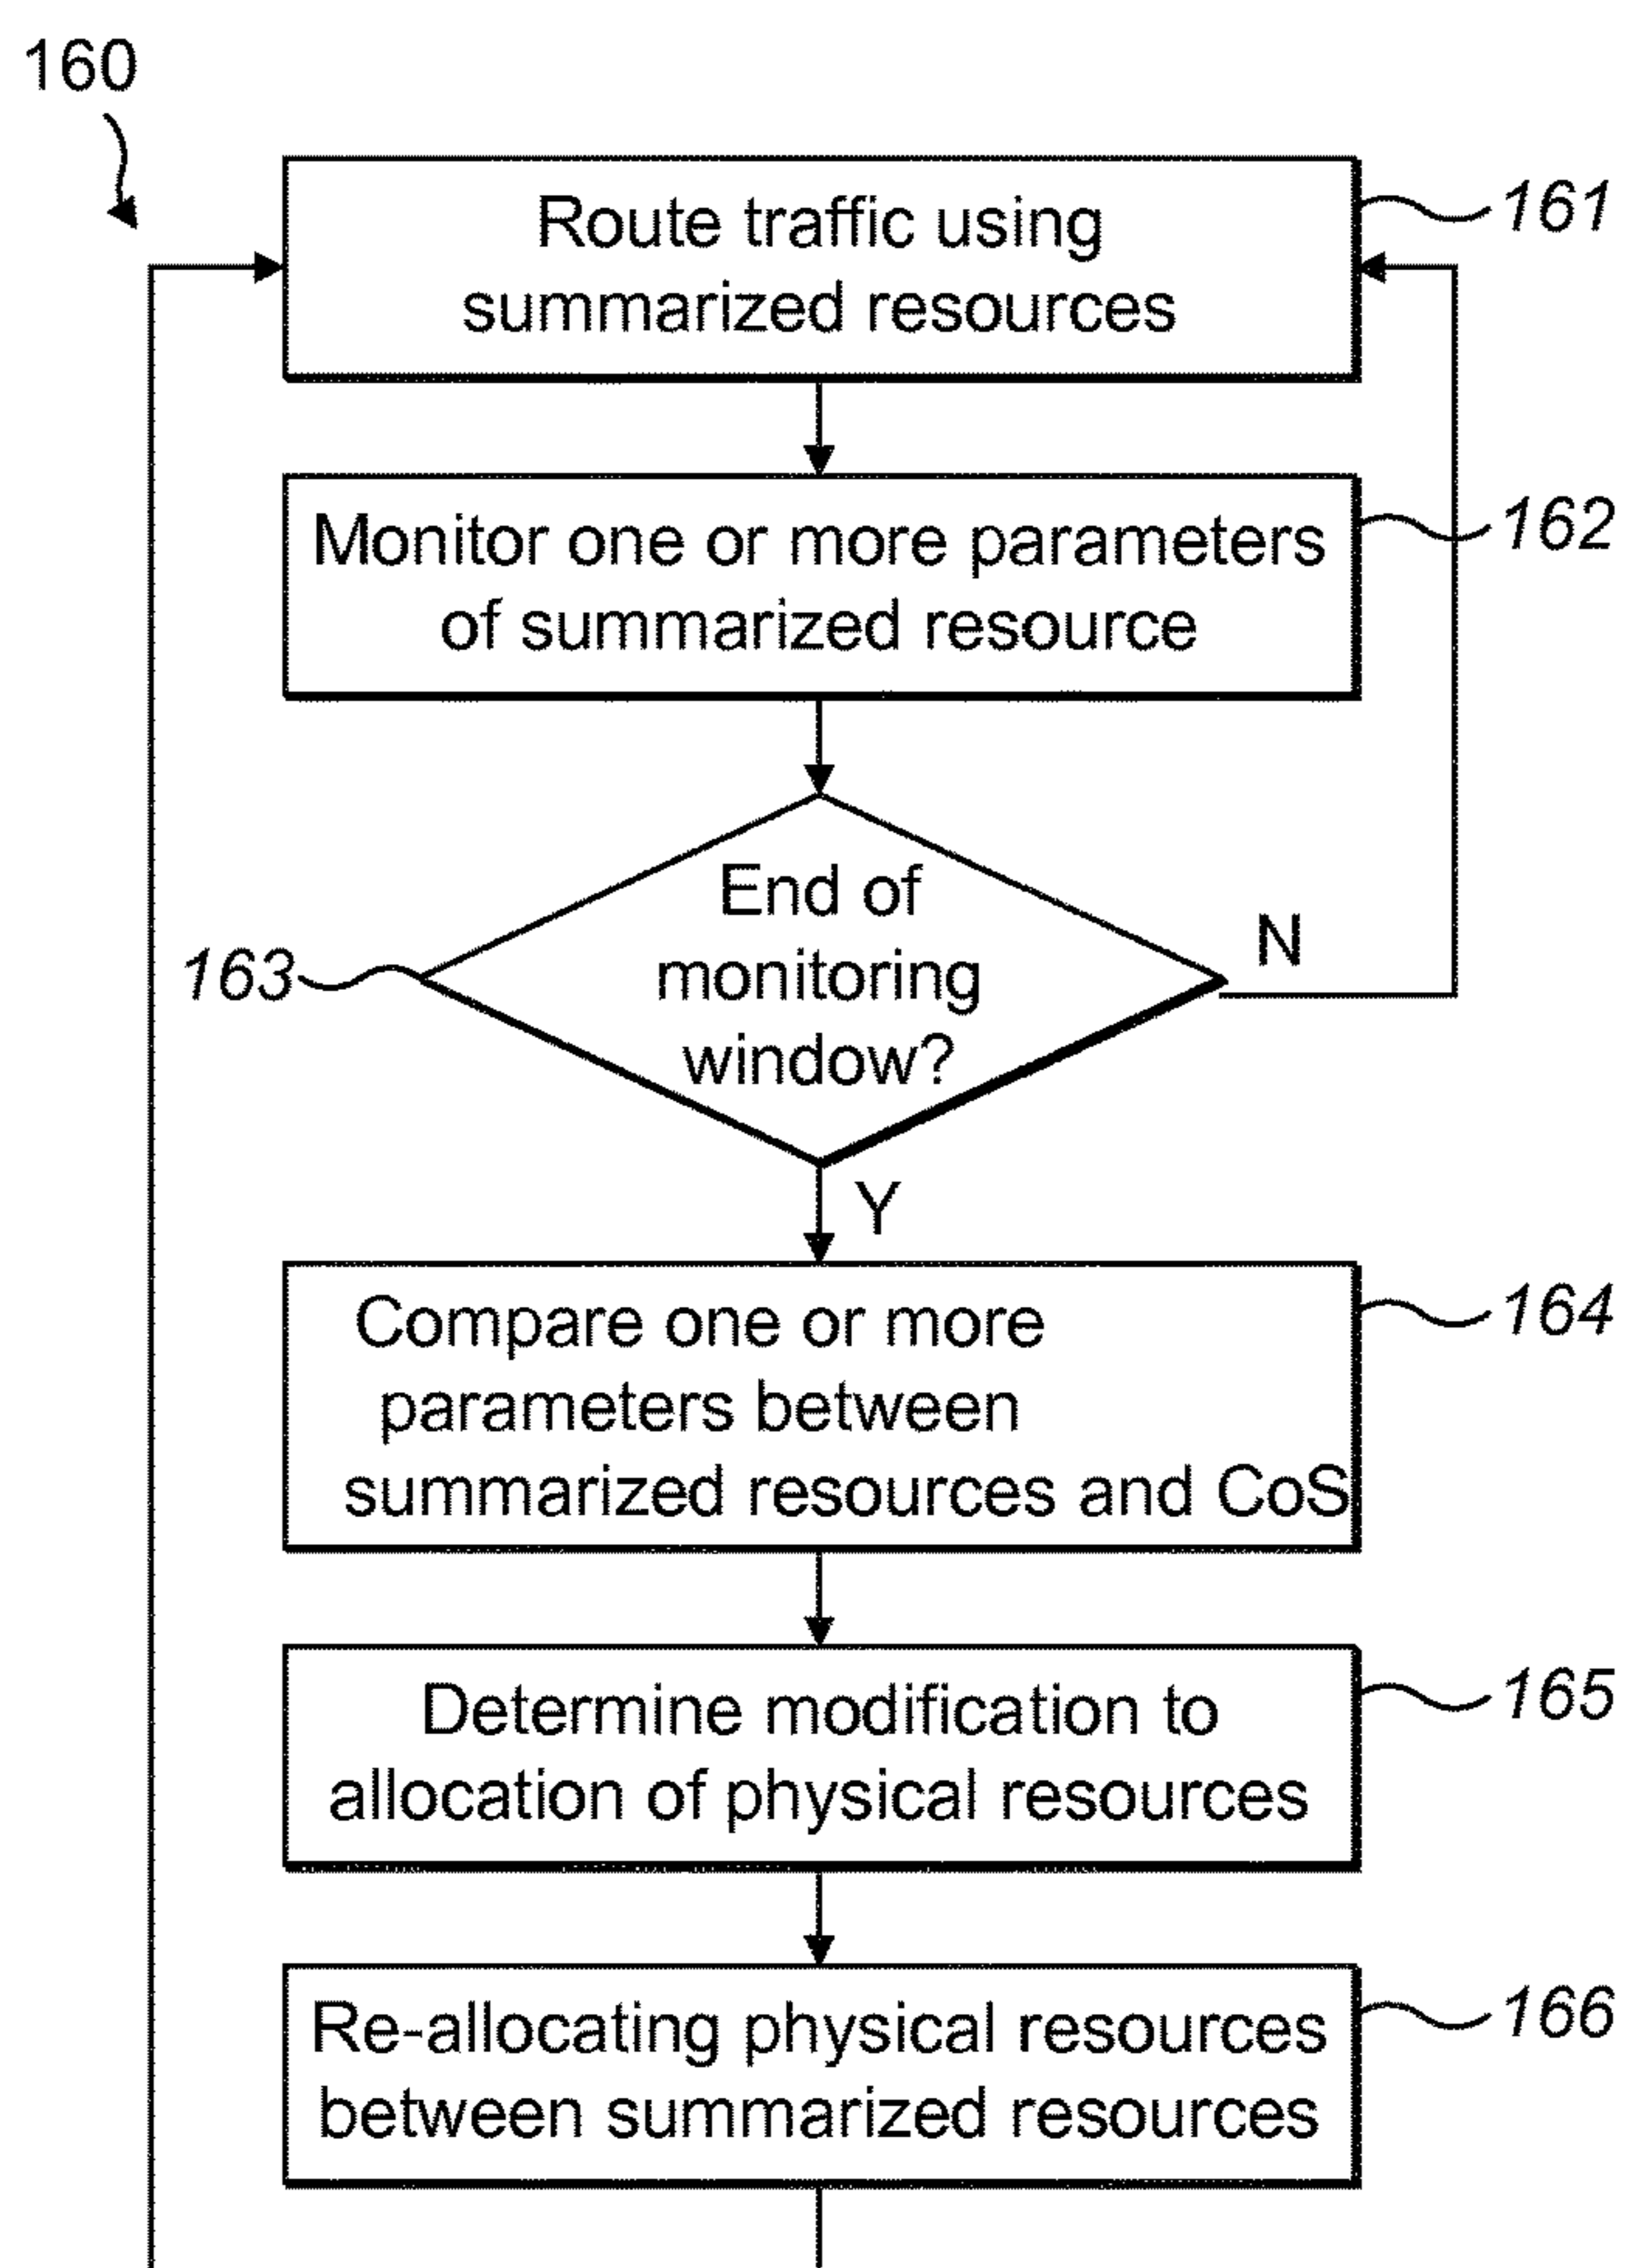 160
Route traffic using
summarized resources
161
Monitor one or more parameters
of summarized resource
162
End of
monitoring
window?
163
N
Y
Compare one or more
parameters between
summarized resources and CoS
164
Determine modification to
allocation of physical resources
165
Re-allocating physical resources
between summarized resources
166